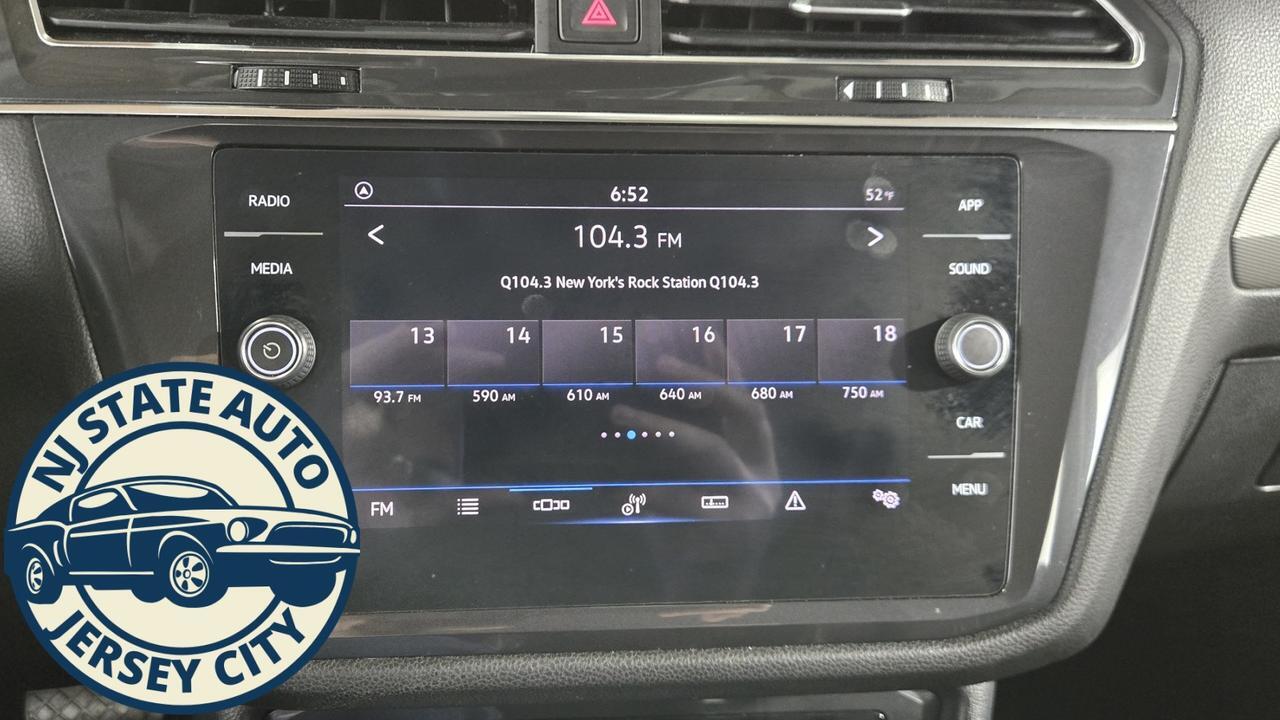 RADIO
MEDIA
6:52
52°F
104.3 FM
Q104.3 New York's Rock Station Q104.3
13 14 15 16 17 18
93.7 FM 590 AM 610 AM 640 AM 680 AM 750 AM
FM
APP
SOUND
CAR
MENU
NJ STATE AUTO
JERSEY CITY